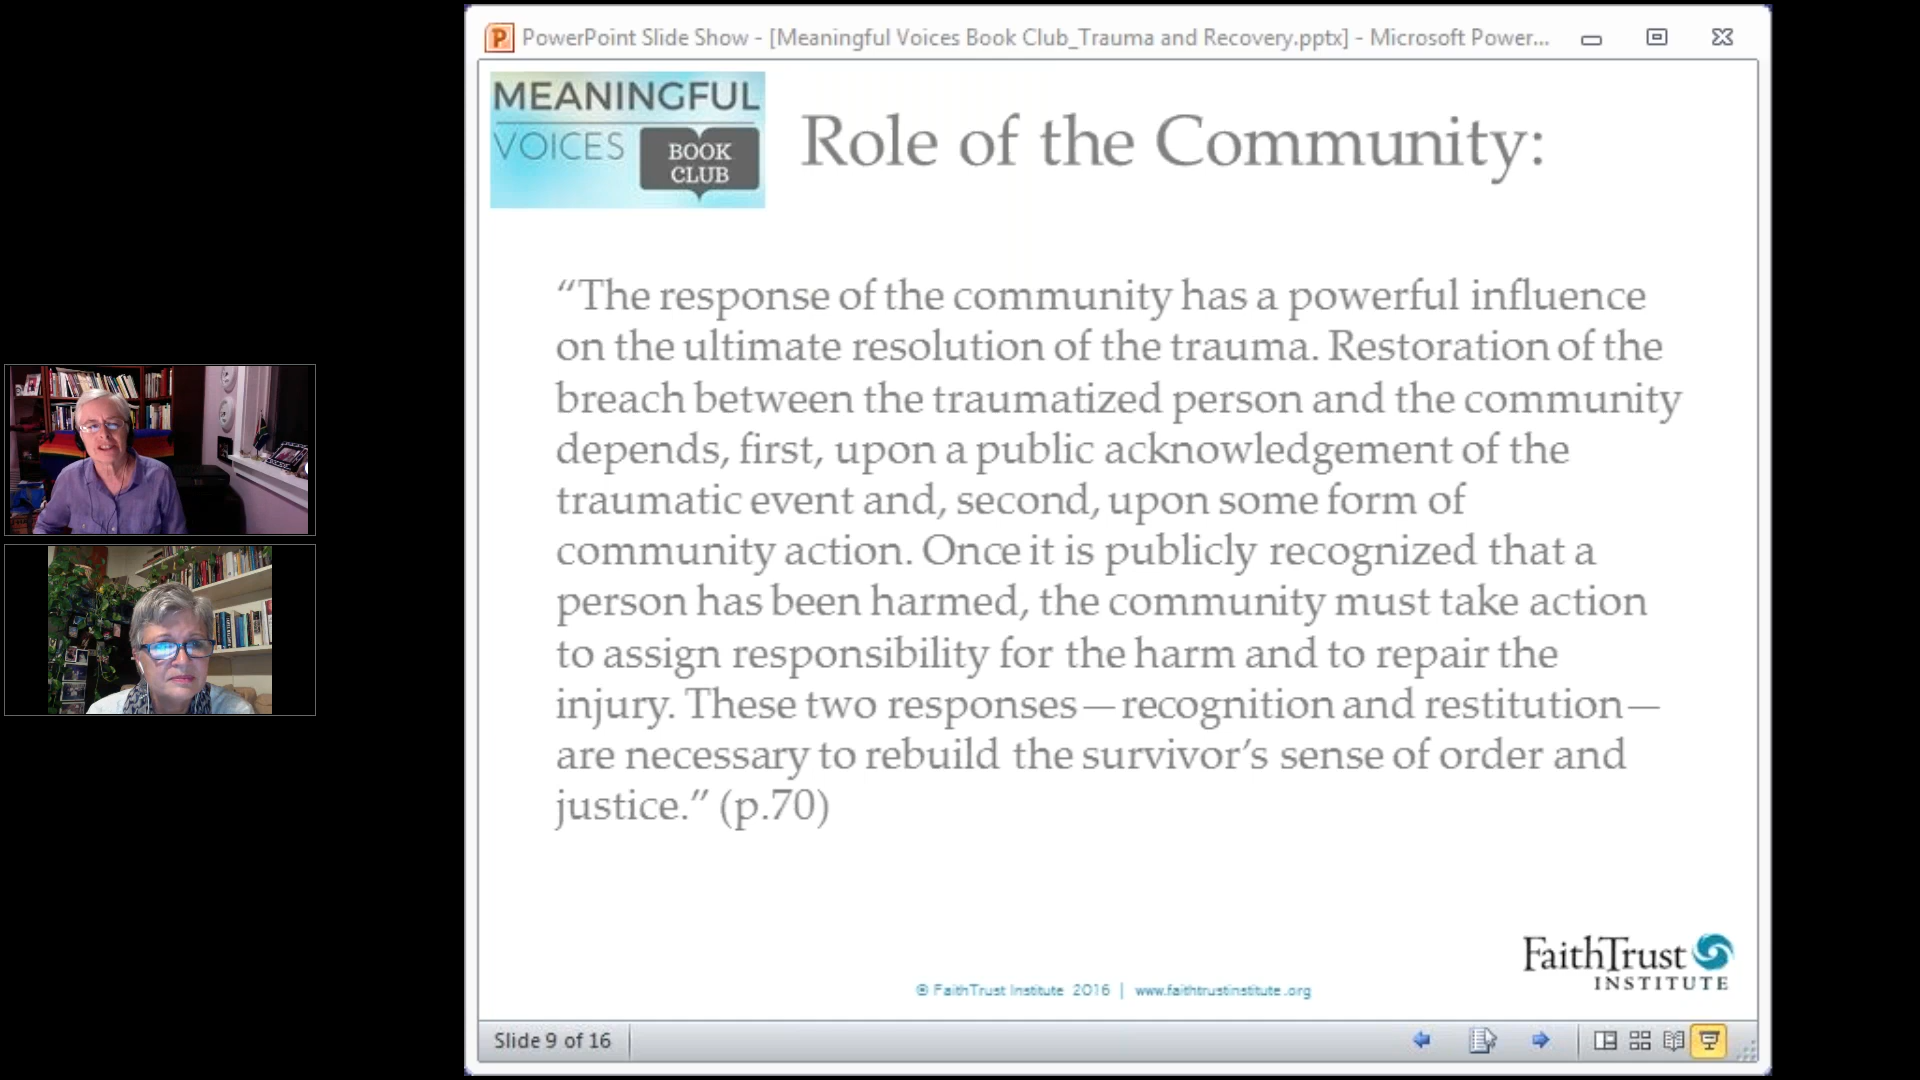 PowerPoint Slide Show - [Meaningful Voices Book Club_Trauma and Recovery.pptx] - Microsoft Power...
MEANINGFUL
VOICES
BOOK
CLUB
Role of the Community:
“The response of the community has a powerful influence
on the ultimate resolution of the trauma. Restoration of the
breach between the traumatized person and the community
depends, first, upon a public acknowledgement of the
traumatic event and, second, upon some form of
community action. Once it is publicly recognized that a
person has been harmed, the community must take action
to assign responsibility for the harm and to repair the
injury. These two responses—recognition and restitution—
are necessary to rebuild the survivor’s sense of order and
justice.” (p.70)
FaithTrust
INSTITUTE
© FaithTrust Institute 2016 | www.faithtrustinstitute.org
Slide 9 of 16